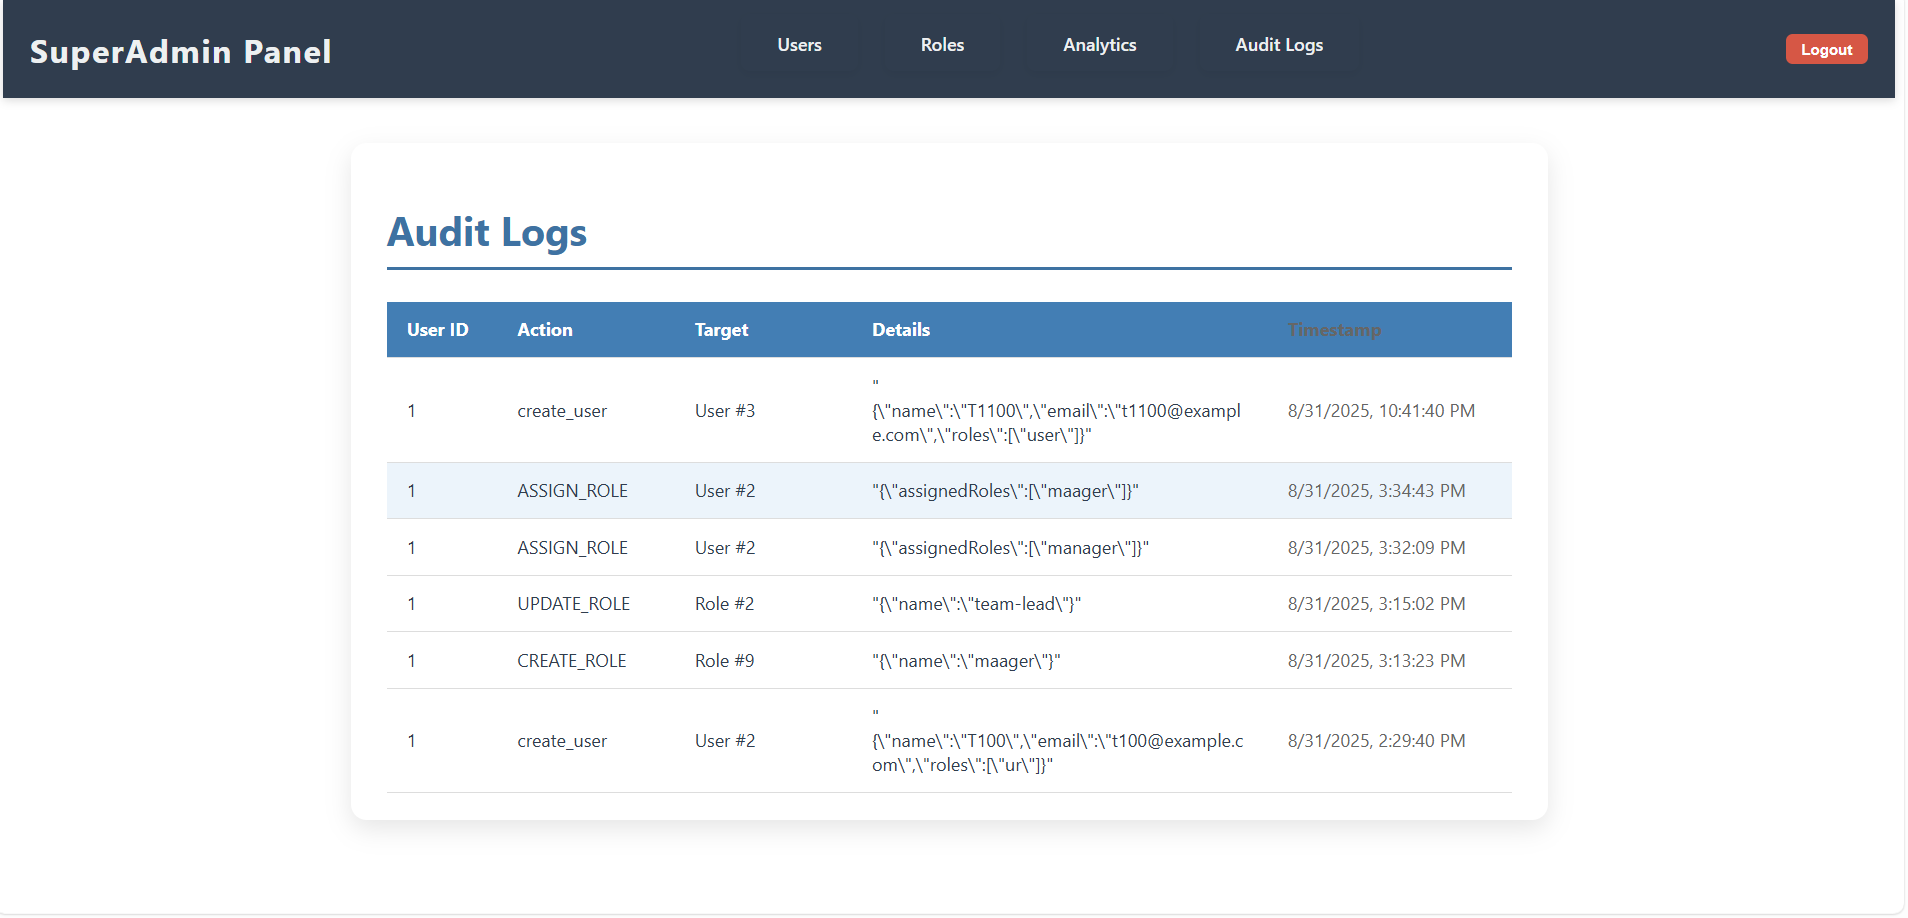 SuperAdmin Panel
Users Roles Analytics Audit Logs
Logout
Audit Logs
User ID Action Target Details Timestamp
1 create_user User #3 "
{\"name\":\"T1100\",\"email\":\"t1100@exampl
e.com\",\"roles\":[\"user\"]}" 8/31/2025, 10:41:40 PM
1 ASSIGN_ROLE User #2 "{\"assignedRoles\":[\"maager\"]}" 8/31/2025, 3:34:43 PM
1 ASSIGN_ROLE User #2 "{\"assignedRoles\":[\"manager\"]}" 8/31/2025, 3:32:09 PM
1 UPDATE_ROLE Role #2 "{\"name\":\"team-lead\"}" 8/31/2025, 3:15:02 PM
1 CREATE_ROLE Role #9 "{\"name\":\"maager\"}" 8/31/2025, 3:13:23 PM
1 create_user User #2 "
{\"name\":\"T100\",\"email\":\"t100@example.c
om\",\"roles\":[\"ur\"]}" 8/31/2025, 2:29:40 PM